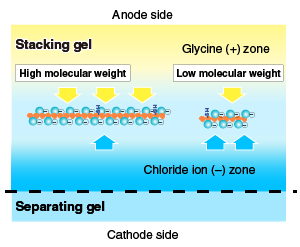 Anode side
Stacking gel
Glycine (+) zone
High molecular weight
Low molecular weight
Chloride ion (–) zone
Separating gel
Cathode side